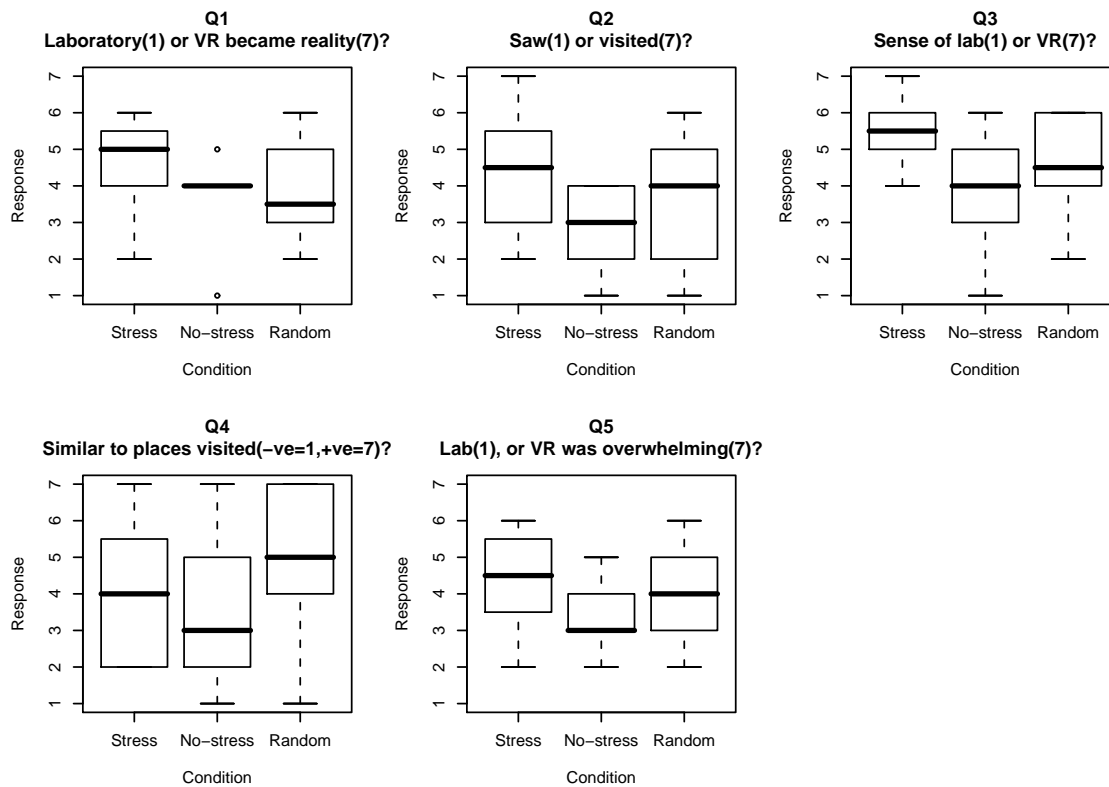 Q1
Laboratory(1) or VR became reality(7)?
Response
7
6
5
4
3
2
1
Stress No−stress Random
Condition
Q2
Saw(1) or visited(7)?
Response
7
6
5
4
3
2
1
Stress No−stress Random
Condition
Q3
Sense of lab(1) or VR(7)?
Response
7
6
5
4
3
2
1
Stress No−stress Random
Condition
Q4
Similar to places visited(−ve=1,+ve=7)?
Response
7
6
5
4
3
2
1
Stress No−stress Random
Condition
Q5
Lab(1), or VR was overwhelming(7)?
Response
7
6
5
4
3
2
1
Stress No−stress Random
Condition